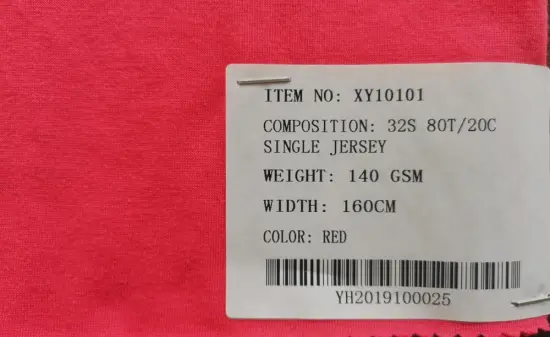 ITEM NO: XY10101
COMPOSITION: 32S 80T/20C
SINGLE JERSEY
WEIGHT: 140 GSM
WIDTH: 160CM
COLOR: RED
YH2019100025